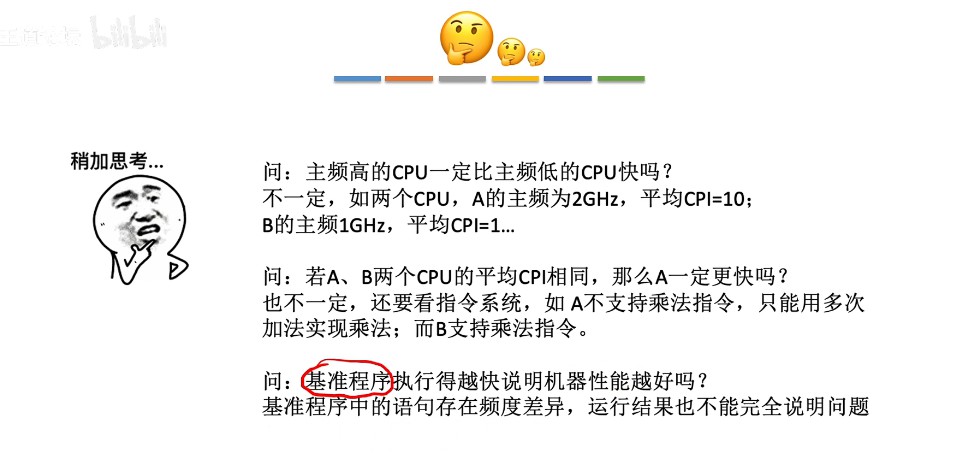 bilibili
稍加思考...
问：主频高的CPU一定比主频低的CPU快吗？
不一定，如两个CPU，A的主频为2GHz，平均CPI=10；
B的主频1GHz，平均CPI=1...
问：若A、B两个CPU的平均CPI相同，那么A一定更快吗？
也不一定，还要看指令系统，如 A不支持乘法指令，只能用多次
加法实现乘法；而B支持乘法指令。
问：基准程序执行得越快说明机器性能越好吗？
基准程序中的语句存在频度差异，运行结果也不能完全说明问题